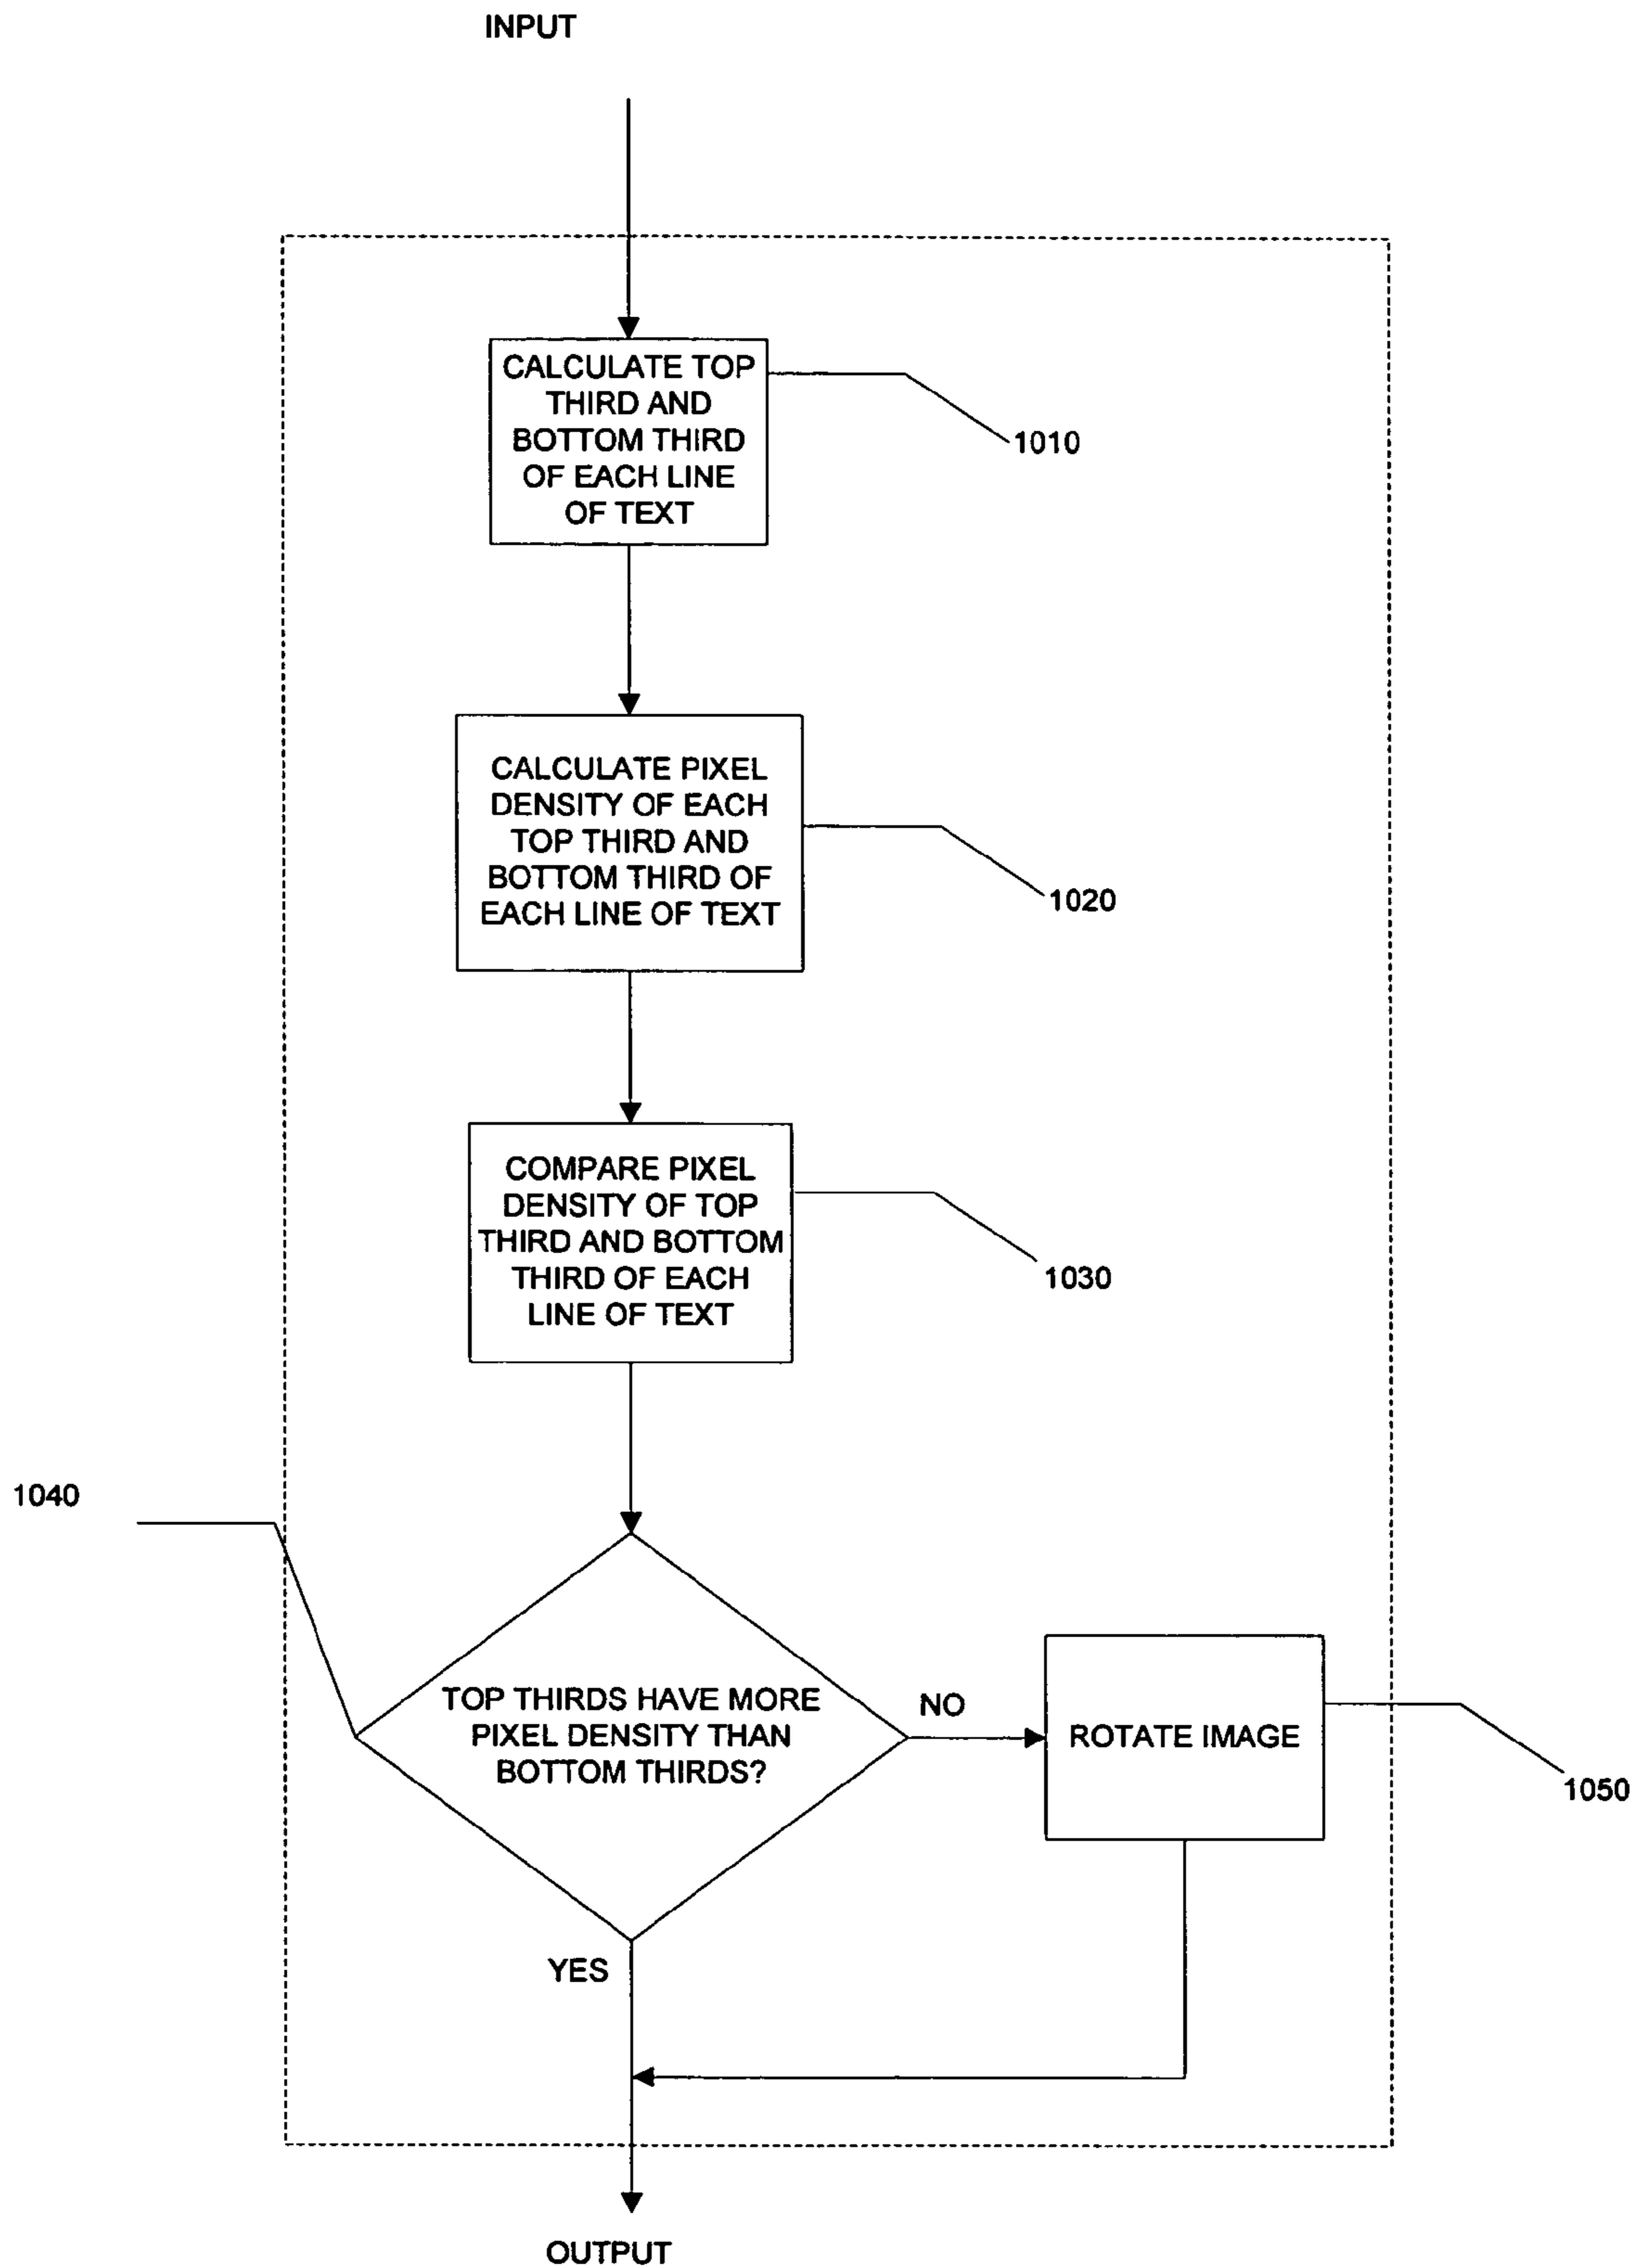 INPUT
CALCULATE TOP
THIRD AND
BOTTOM THIRD
OF EACH LINE
OF TEXT
1010
CALCULATE PIXEL
DENSITY OF EACH
TOP THIRD AND
BOTTOM THIRD OF
EACH LINE OF TEXT
1020
COMPARE PIXEL
DENSITY OF TOP
THIRD AND BOTTOM
THIRD OF EACH
LINE OF TEXT
1030
1040
TOP THIRDS HAVE MORE
PIXEL DENSITY THAN
BOTTOM THIRDS?
NO
ROTATE IMAGE
1050
YES
OUTPUT